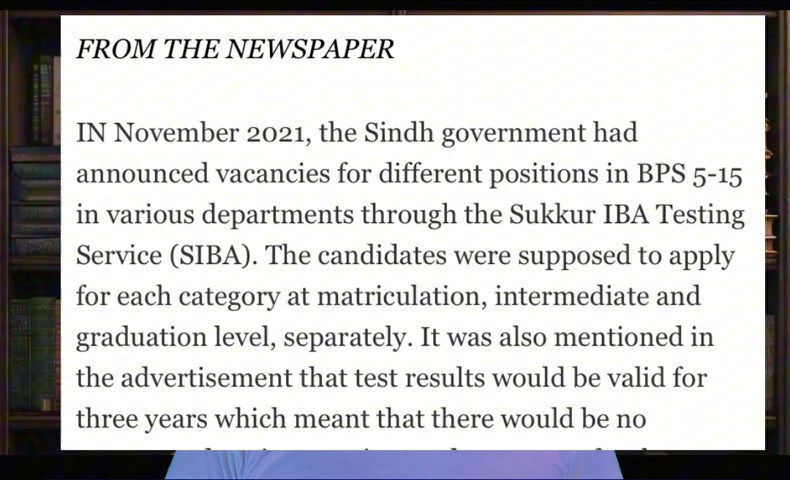 FROM THE NEWSPAPER
IN November 2021, the Sindh government had
announced vacancies for different positions in BPS 5-15
in various departments through the Sukkur IBA Testing
Service (SIBA). The candidates were supposed to apply
for each category at matriculation, intermediate and
graduation level, separately. It was also mentioned in
the advertisement that test results would be valid for
three years which meant that there would be no